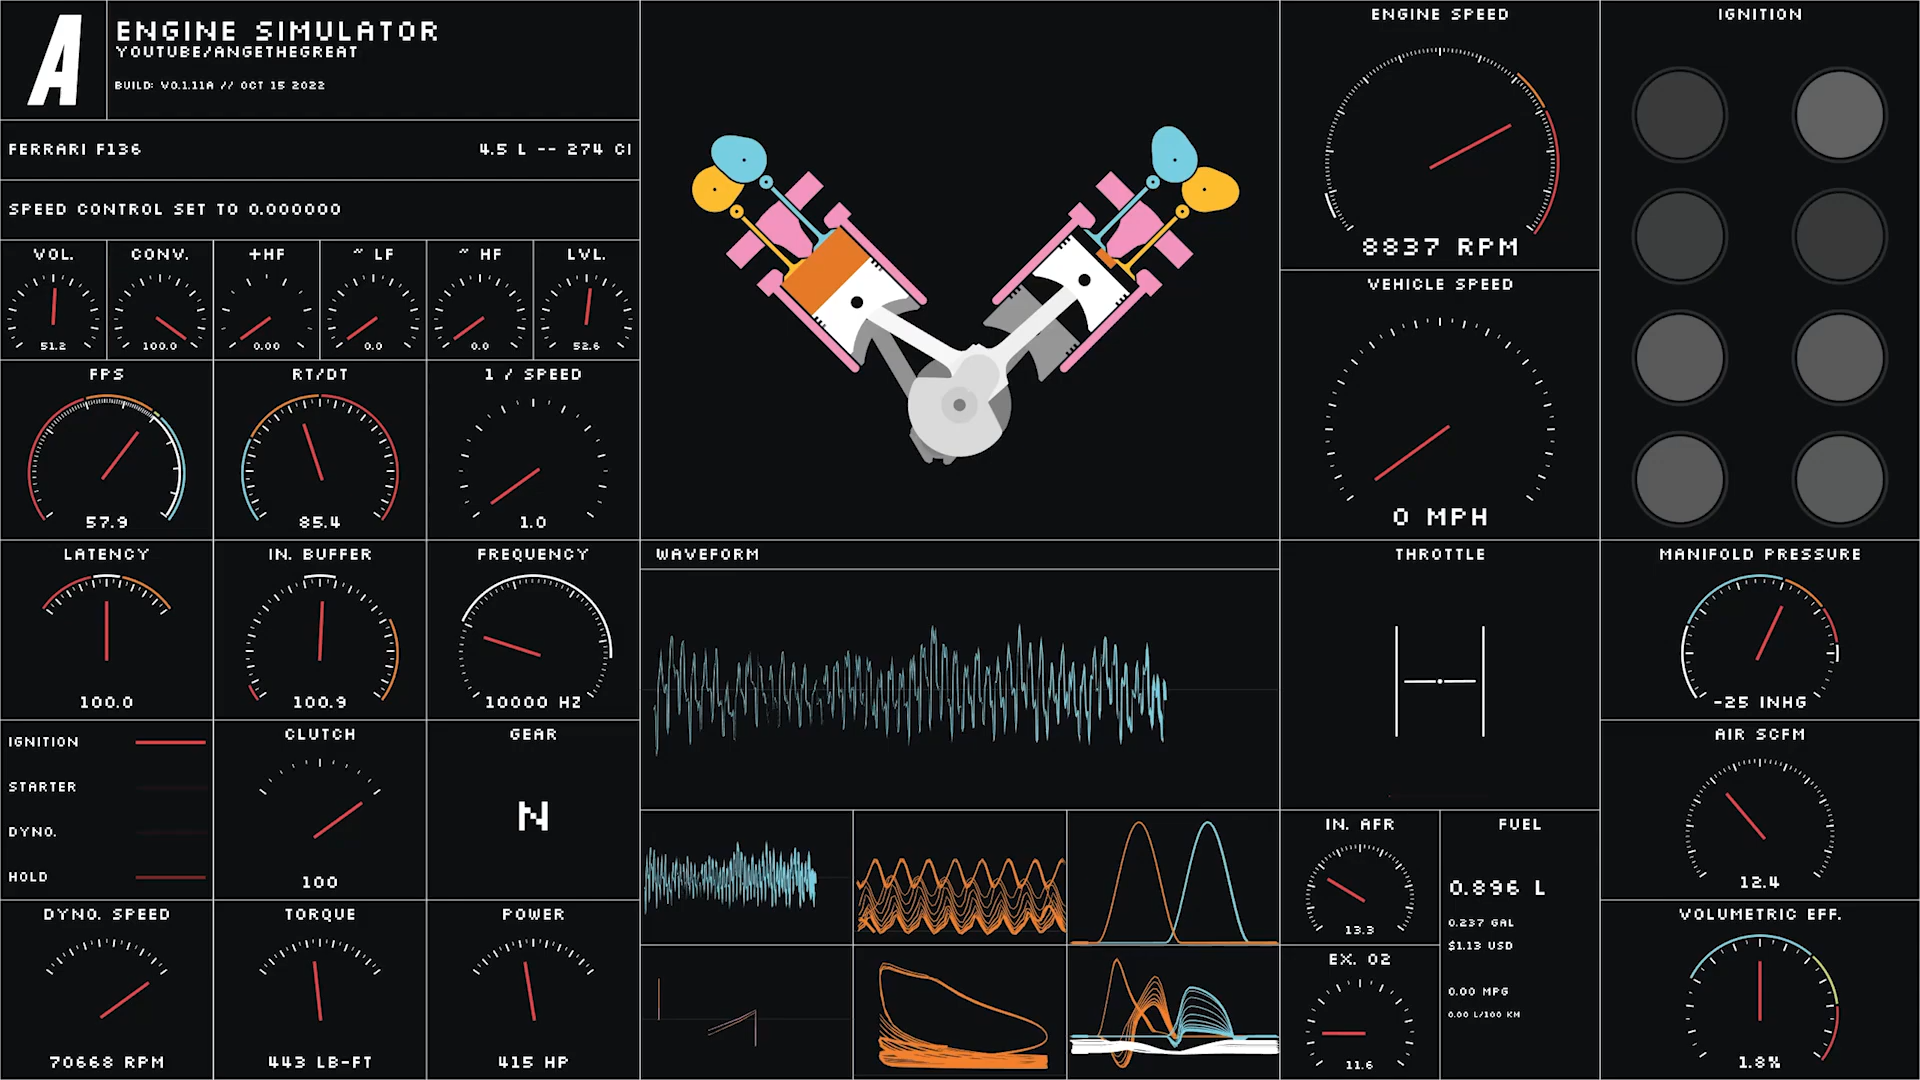 A
ENGINE SIMULATOR
YOUTUBE/ANGETHEGREAT
BUILD: V0.1.11A // OCT 15 2022
FERRARI F136
4.5 L -- 274 CI
SPEED CONTROL SET TO 0.000000
VOL.
51.2
CONV.
100.0
+HF
0.00
~ LF
0.0
~ HF
0.0
LVL.
52.6
FPS
57.9
RT/DT
85.4
1 / SPEED
1.0
LATENCY
100.0
IN. BUFFER
100.9
FREQUENCY
10000 HZ
IGNITION
STARTER
DYNO.
HOLD
CLUTCH
100
GEAR
N
DYNO. SPEED
70668 RPM
TORQUE
443 LB-FT
POWER
415 HP
WAVEFORM
ENGINE SPEED
8837 RPM
VEHICLE SPEED
0 MPH
THROTTLE
IN. AFR
13.3
EX. O2
11.6
FUEL
0.896 L
0.237 GAL
$1.13 USD
0.00 MPG
0.00 L/100 KM
IGNITION
MANIFOLD PRESSURE
-25 INHG
AIR SCFM
12.4
VOLUMETRIC EFF.
1.8%